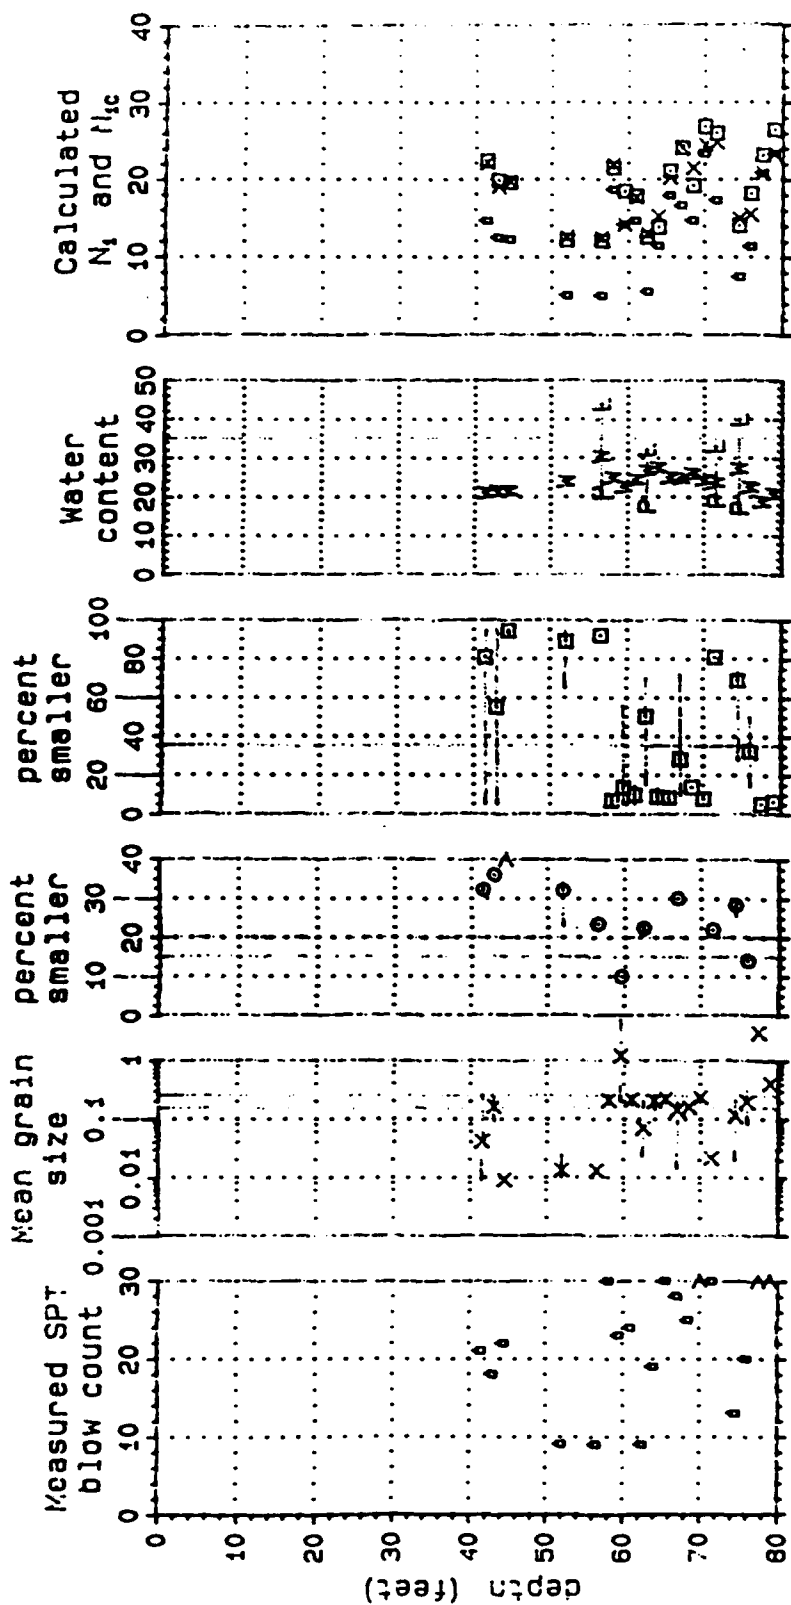 Measured SPT
blow count
0 10 20 30
Mean grain
size
0.001 0.01 0.1 1
percent
smaller
0 10 20 30 40
percent
smaller
0 20 40 60 80 100
Water
content
0 10 20 30 40 50
Calculated
N₁ and N₁c
0 10 20 30 40
0
10
20
30
40
50
60
70
80
depth (feet)